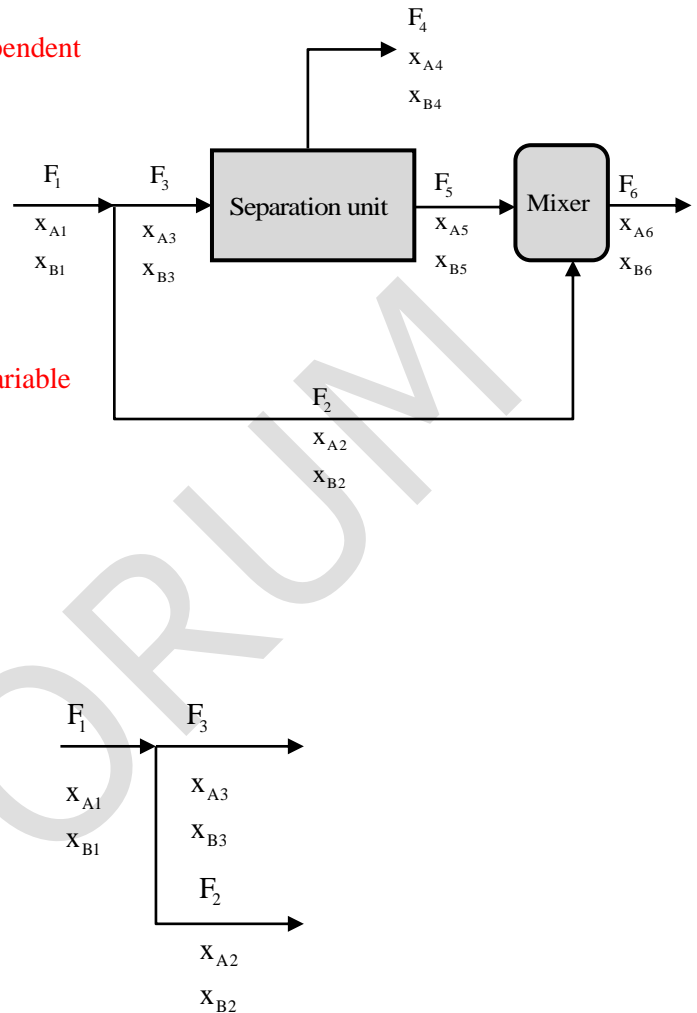 pendent
F4
xA4
xB4
F1
F3
Separation unit
F5
Mixer
F6
xA1
xA3
xA5
xA6
xB1
xB3
xB5
xB6
ariable
F2
xA2
xB2
F1
F3
xA1
xA3
xB1
xB3
F2
xA2
xB2
ORUM